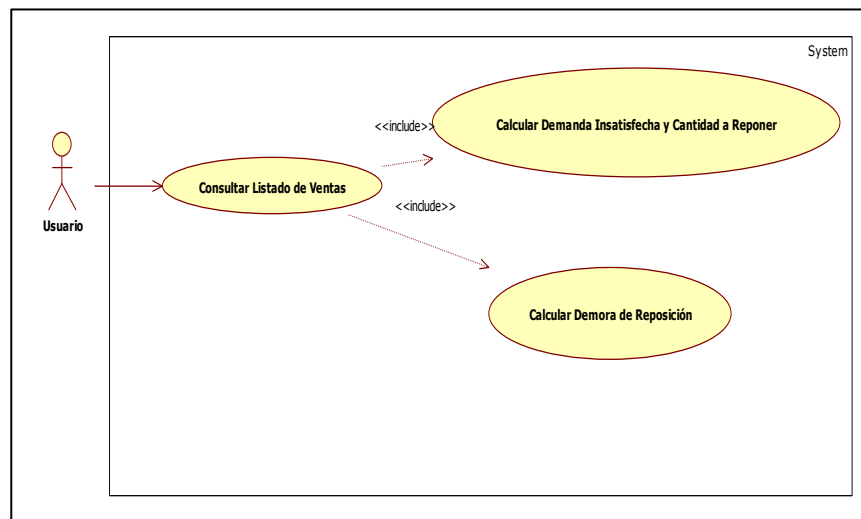 System
<<include>>
Calcular Demanda Insatisfecha y Cantidad a Reponer
Consultar Listado de Ventas
<<include>>
Usuario
Calcular Demora de Reposición